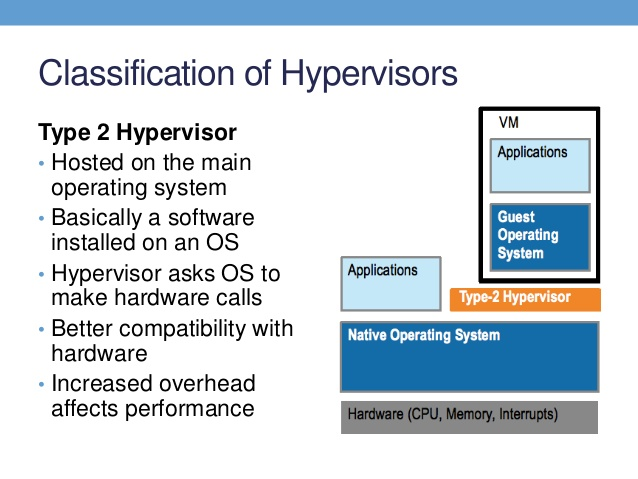 Classification of Hypervisors
Type 2 Hypervisor
• Hosted on the main
operating system
• Basically a software
installed on an OS
• Hypervisor asks OS to
make hardware calls
• Better compatibility with
hardware
• Increased overhead
affects performance
VM
Applications
Guest
Operating
System
Applications
Type-2 Hypervisor
Native Operating System
Hardware (CPU, Memory, Interrupts)